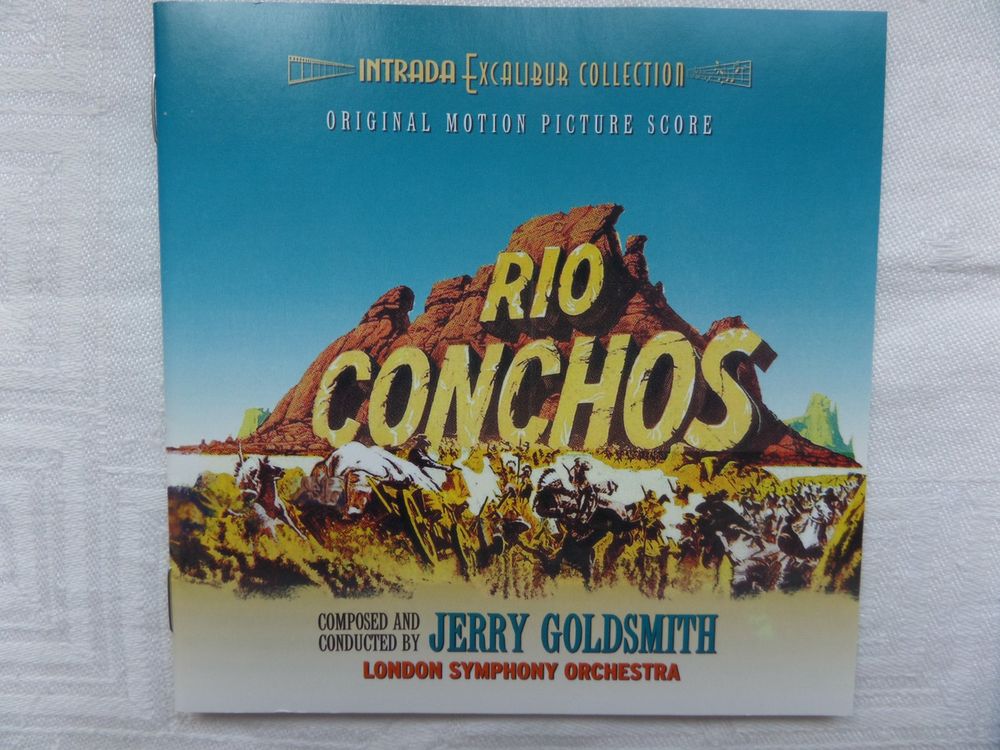 INTRADA EXCALIBUR COLLECTION
ORIGINAL MOTION PICTURE SCORE
RIO
CONCHOS
COMPOSED AND
CONDUCTED BY JERRY GOLDSMITH
LONDON SYMPHONY ORCHESTRA